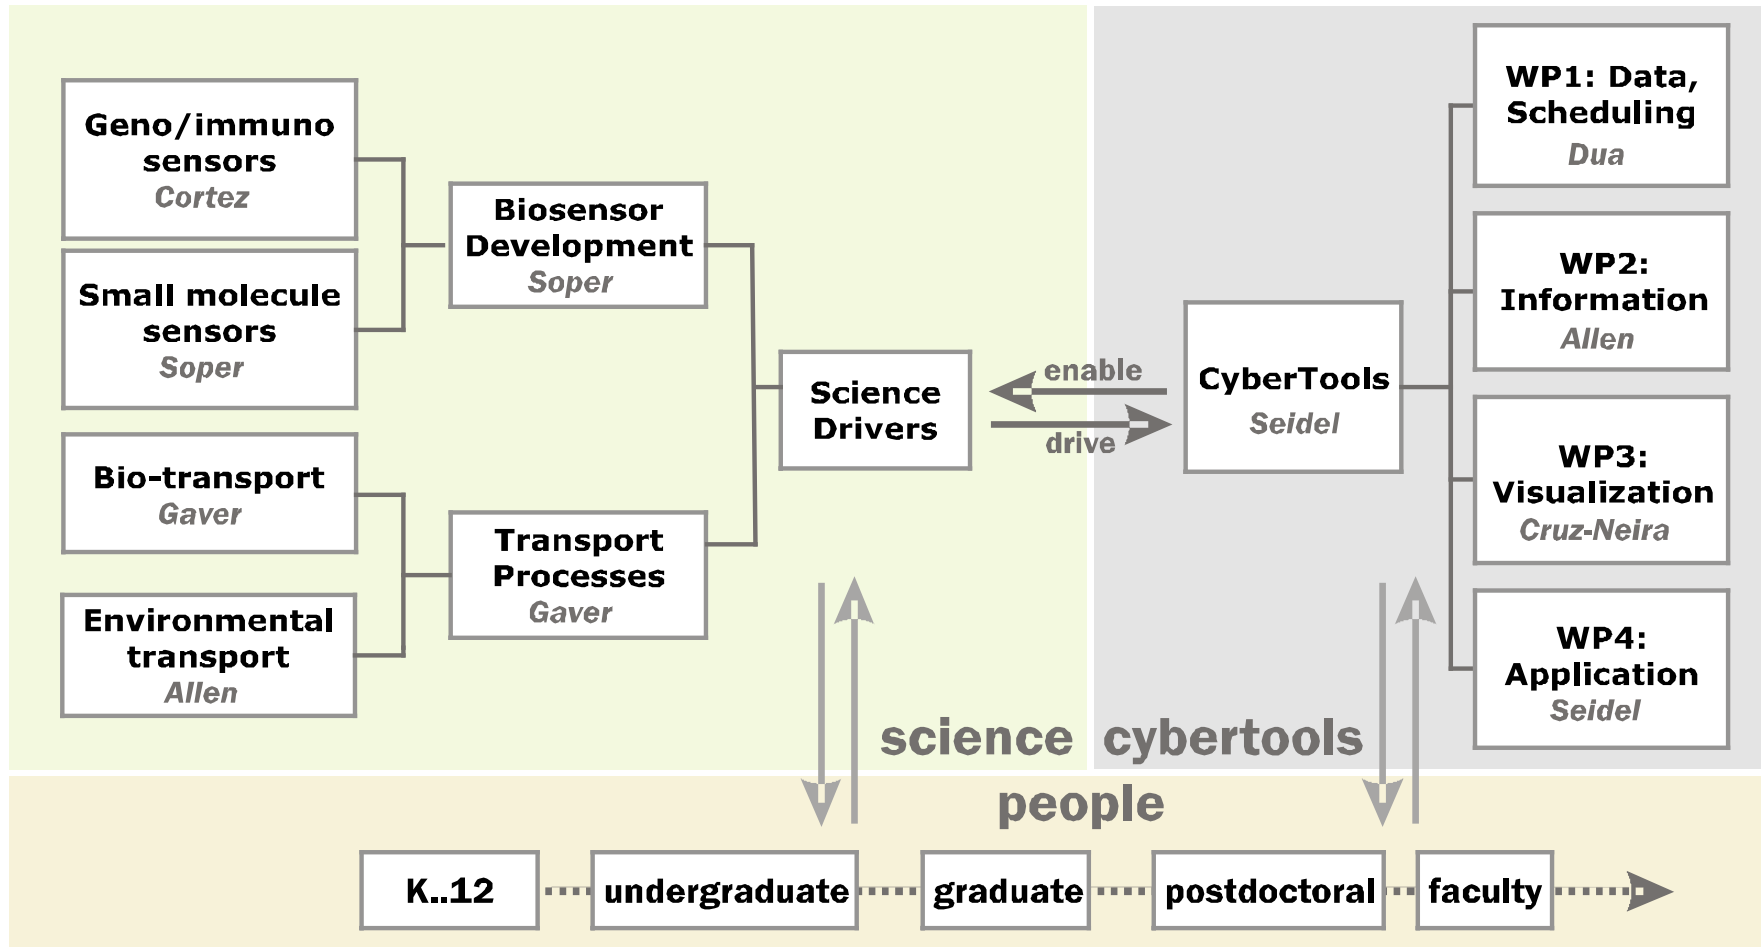 Geno/immuno
sensors
Cortez
Small molecule
sensors
Soper
Bio-transport
Gaver
Environmental
transport
Allen
Biosensor
Development
Soper
Transport
Processes
Gaver
Science
Drivers
enable
drive
CyberTools
Seidel
WP1: Data,
Scheduling
Dua
WP2:
Information
Allen
WP3:
Visualization
Cruz-Neira
WP4:
Application
Seidel
science
cybertools
people
K..12
undergraduate
graduate
postdoctoral
faculty